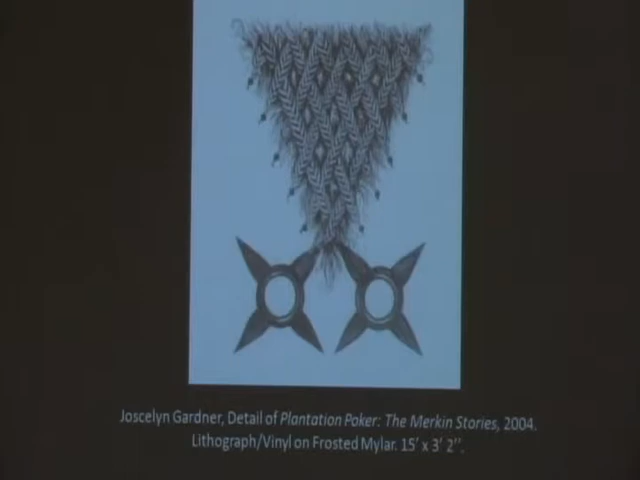 Joscelyn Gardner, Detail of Plantation Poker: The Merkin Stories, 2004.
Lithograph/Vinyl on Frosted Mylar. 15' x 3' 2''.